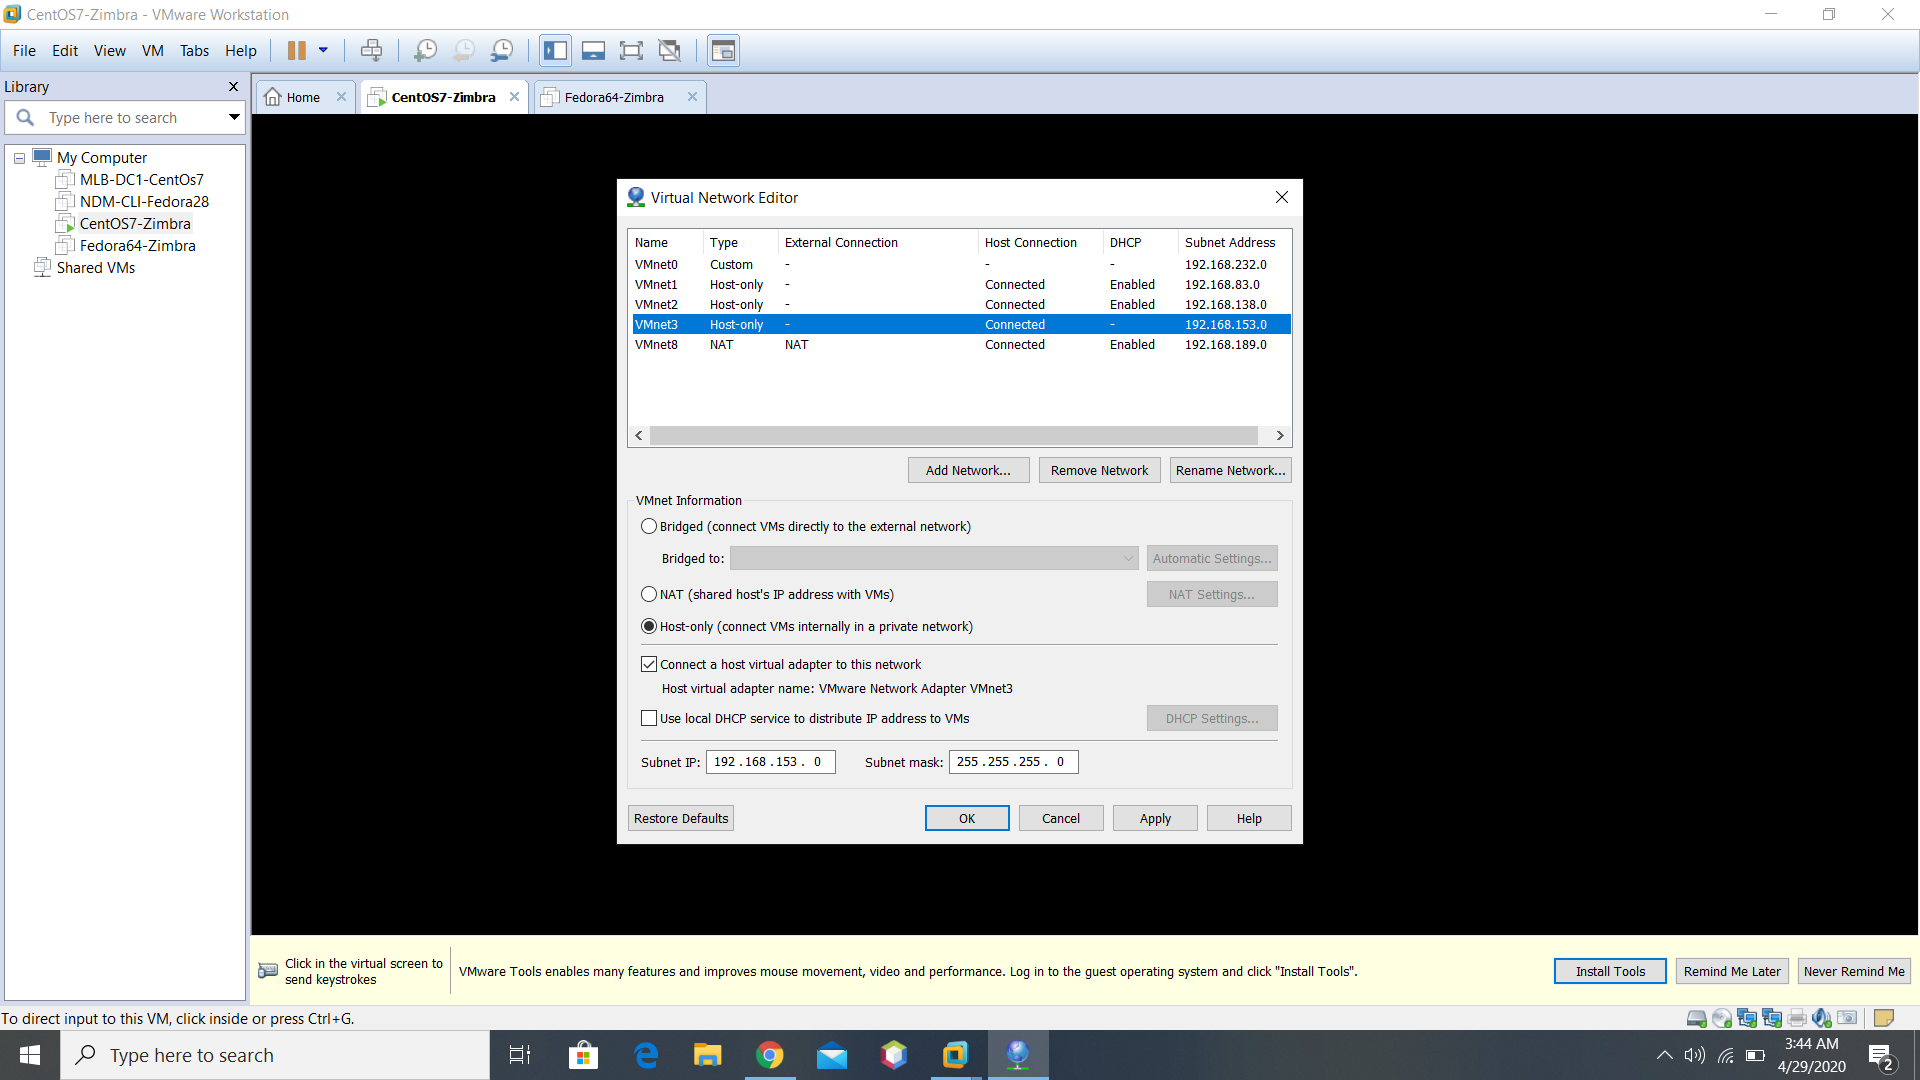 CentOS7-Zimbra - VMware Workstation
File Edit View VM Tabs Help
Library
Home
CentOS7-Zimbra
Fedora64-Zimbra
Type here to search
My Computer
MLB-DC1-CentOs7
NDM-CLI-Fedora28
CentOS7-Zimbra
Fedora64-Zimbra
Shared VMs
Virtual Network Editor
Name Type External Connection Host Connection DHCP Subnet Address
VMnet0 Custom - - - 192.168.232.0
VMnet1 Host-only - Connected Enabled 192.168.83.0
VMnet2 Host-only - Connected Enabled 192.168.138.0
VMnet3 Host-only - Connected - 192.168.153.0
VMnet8 NAT NAT Connected Enabled 192.168.189.0
Add Network... Remove Network Rename Network...
VMnet Information
Bridged (connect VMs directly to the external network)
Bridged to: Automatic Settings...
NAT (shared host's IP address with VMs) NAT Settings...
Host-only (connect VMs internally in a private network)
Connect a host virtual adapter to this network
Host virtual adapter name: VMware Network Adapter VMnet3
Use local DHCP service to distribute IP address to VMs DHCP Settings...
Subnet IP: 192 . 168 . 153 . 0 Subnet mask: 255 . 255 . 255 . 0
Restore Defaults OK Cancel Apply Help
Click in the virtual screen to
send keystrokes
VMware Tools enables many features and improves mouse movement, video and performance. Log in to the guest operating system and click "Install Tools".
Install Tools Remind Me Later Never Remind Me
To direct input to this VM, click inside or press Ctrl+G.
Type here to search
3:44 AM
4/29/2020
2